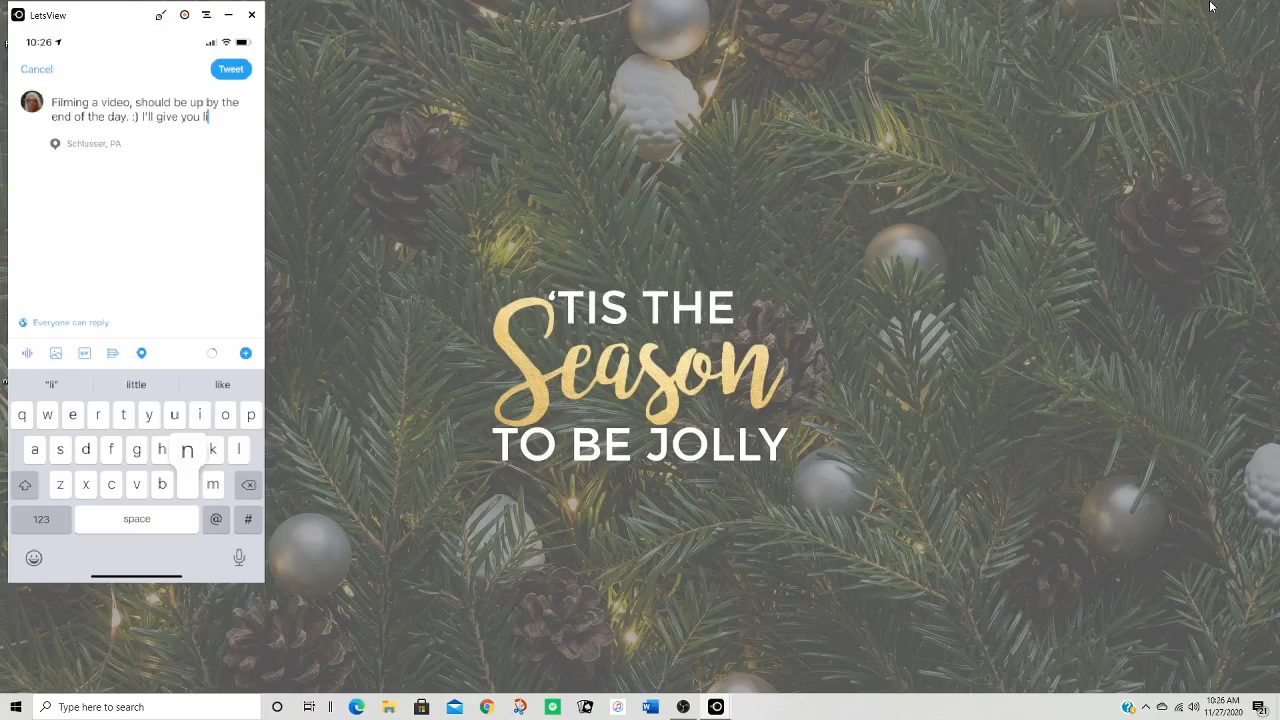 LetsView
10:26
Cancel
Tweet
Filming a video, should be up by the
end of the day. :) I'll give you li
Schlusser, PA
Everyone can reply
GIF
"li" little like
q w e r t y u i o p
a s d f g h n k l
z x c v b m
123 space @ #
'TIS THE
Season
TO BE JOLLY
Type here to search
10:26 AM
11/27/2020
21